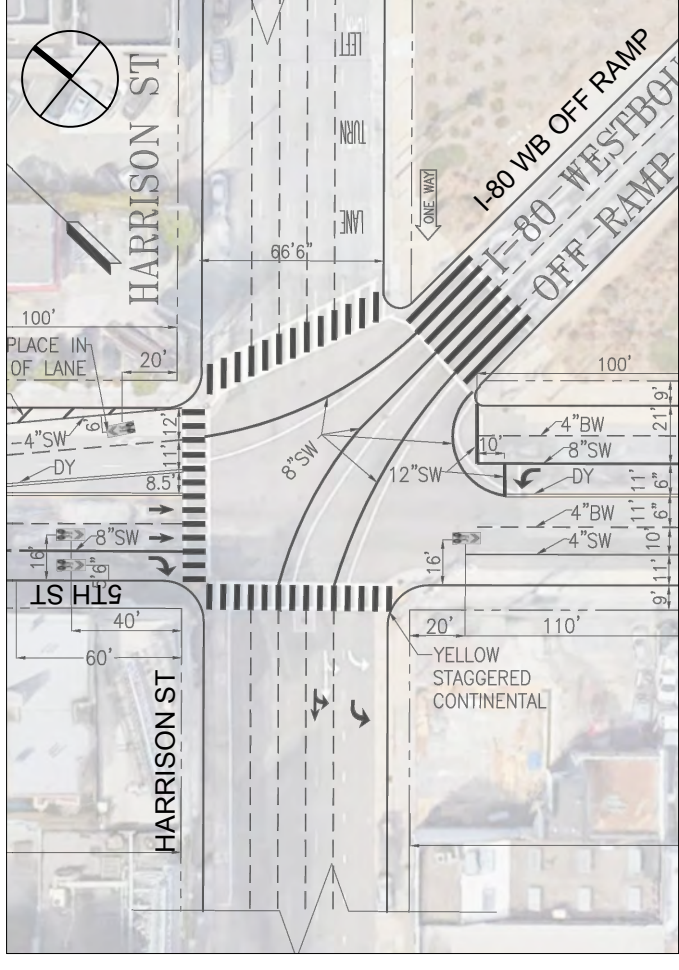 HARRISON ST
LEFT
TURN
LANE
ONE WAY
I-80 WB OFF RAMP
I-80 WESTBOU
OFF RAMP
66'6"
100'
PLACE IN
OF LANE
20'
6'
12'
4"SW
11'
DY
8.5'
8"SW
16'
5'6"
5TH ST
40'
60'
HARRISON ST
8"SW
12"SW
10'
100'
9'
4"BW
21'
8"SW
DY
11'
6"
4"BW
11'
6"
4"SW
10'
11'
16'
9'
20'
110'
YELLOW
STAGGERED
CONTINENTAL